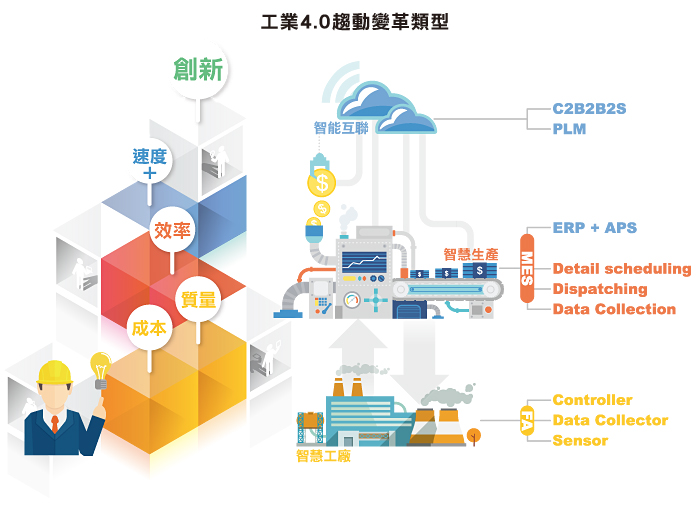 工業4.0趨動變革類型
創新
速度
+
效率
質量
成本
智能互聯
C2B2B2S
PLM
$
$
$
智慧生產
$
$
$
ERP + APS
MES
Detail scheduling
Dispatching
Data Collection
智慧工廠
FA
Controller
Data Collector
Sensor